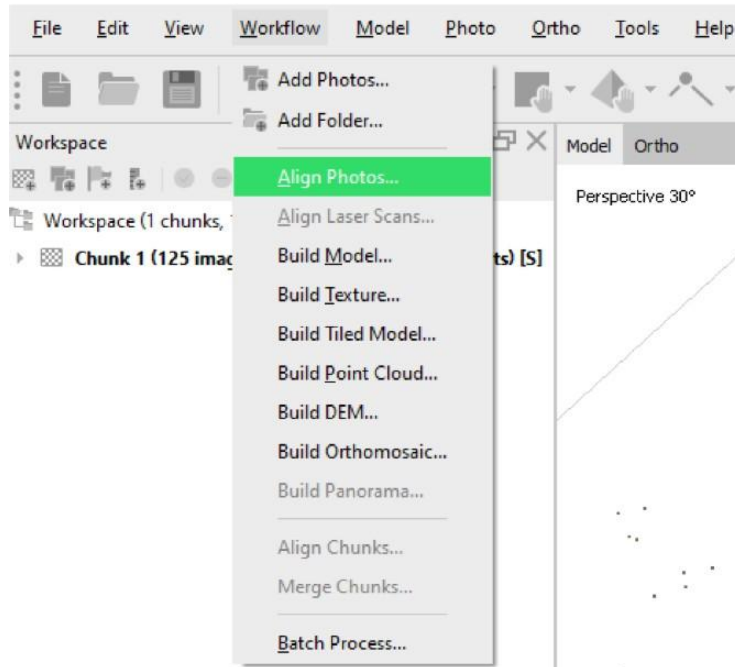 File Edit View Workflow Model Photo Ortho Tools Help
Add Photos...
Add Folder...
Workspace
Model Ortho
Align Photos...
Perspective 30°
Align Laser Scans...
Workspace (1 chunks,
Build Model...
Chunk 1 (125 imag ts) [S]
Build Texture...
Build Tiled Model...
Build Point Cloud...
Build DEM...
Build Orthomosaic...
Build Panorama...
Align Chunks...
Merge Chunks...
Batch Process...